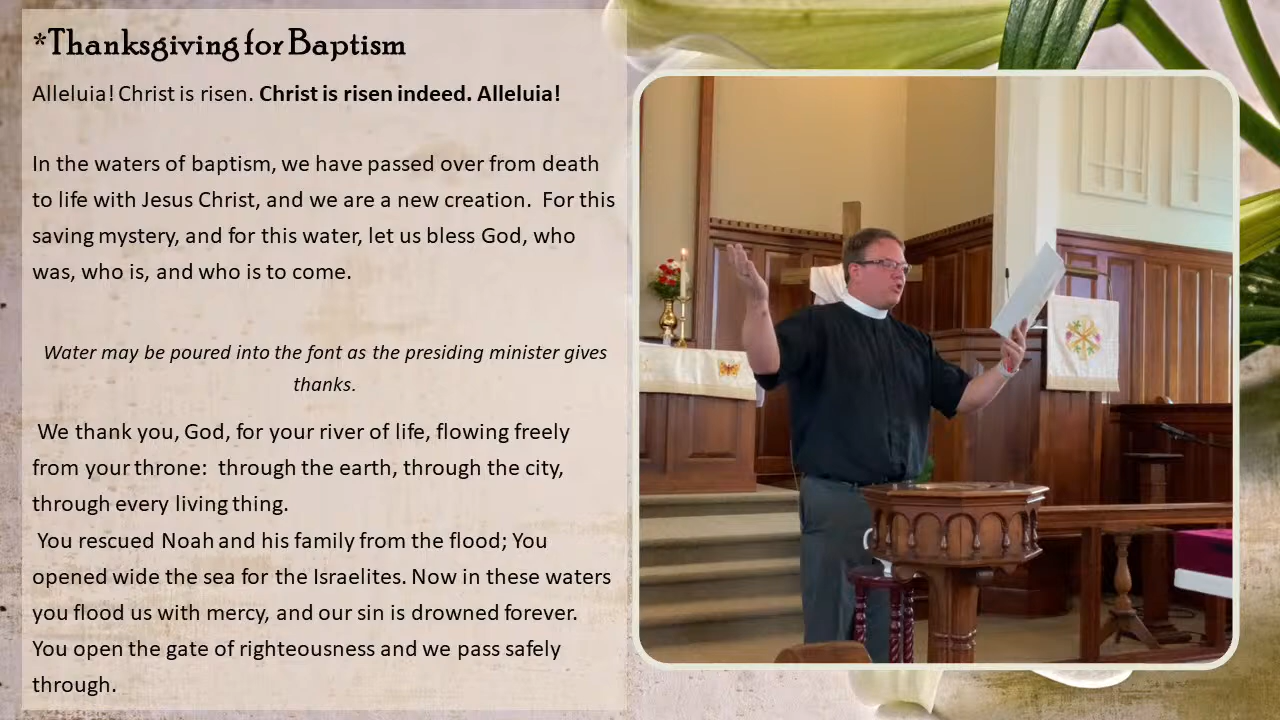 *Thanksgiving for Baptism
Alleluia! Christ is risen. Christ is risen indeed. Alleluia!
In the waters of baptism, we have passed over from death
to life with Jesus Christ, and we are a new creation.  For this
saving mystery, and for this water, let us bless God, who
was, who is, and who is to come.
Water may be poured into the font as the presiding minister gives
thanks.
We thank you, God, for your river of life, flowing freely
from your throne:  through the earth, through the city,
through every living thing.
You rescued Noah and his family from the flood; You
opened wide the sea for the Israelites. Now in these waters
you flood us with mercy, and our sin is drowned forever.
You open the gate of righteousness and we pass safely
through.